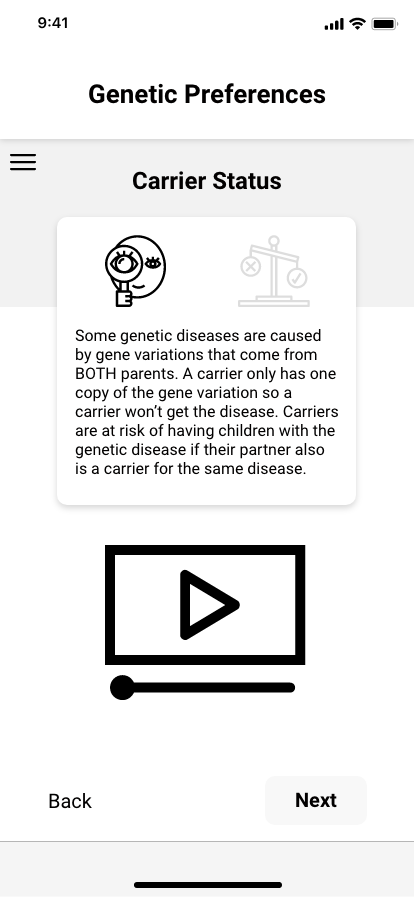 9:41
Genetic Preferences
Carrier Status
Some genetic diseases are caused
by gene variations that come from
BOTH parents. A carrier only has one
copy of the gene variation so a
carrier won’t get the disease. Carriers
are at risk of having children with the
genetic disease if their partner also
is a carrier for the same disease.
Back
Next